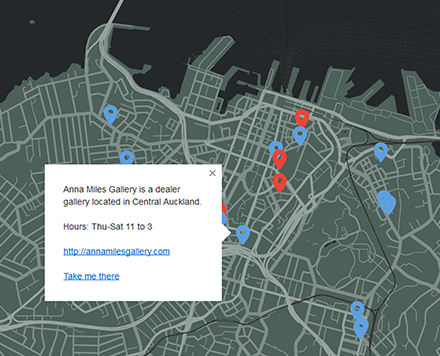 Anna Miles Gallery is a dealer
gallery located in Central Auckland.
Hours: Thu-Sat 11 to 3
http://annamilesgallery.com
Take me there